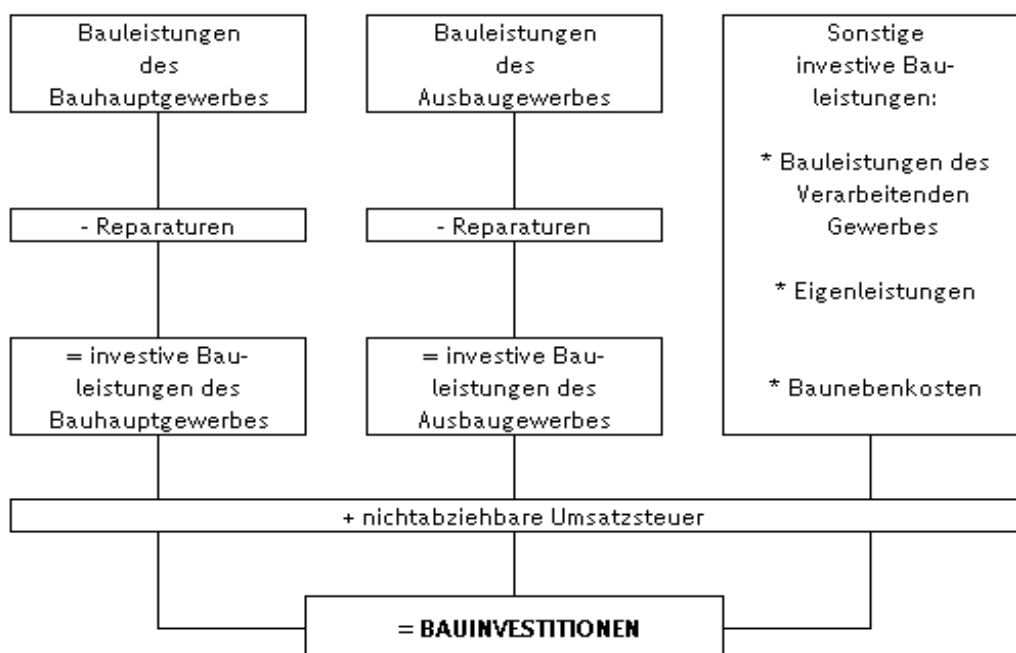 Bauleistungen
des
Bauhauptgewerbes
- Reparaturen
= investive Bau-
leistungen des
Bauhauptgewerbes
Bauleistungen
des
Ausbaugewerbes
- Reparaturen
= investive Bau-
leistungen des
Ausbaugewerbes
Sonstige
investive Bau-
leistungen:
* Bauleistungen des
Verarbeitenden
Gewerbes
* Eigenleistungen
* Baunebenkosten
+ nichtabziehbare Umsatzsteuer
= BAUINVESTITIONEN